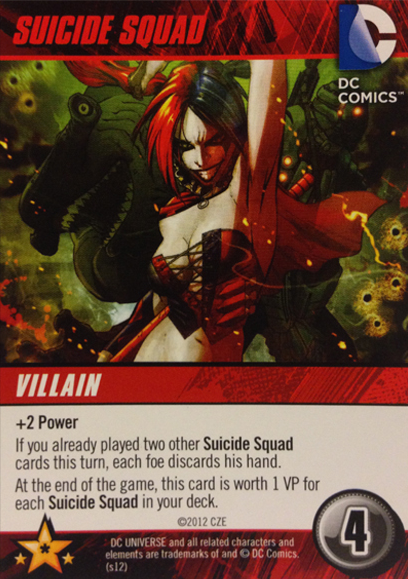 SUICIDE SQUAD
DC
COMICS™
VILLAIN
+2 Power
If you already played two other Suicide Squad
cards this turn, each foe discards his hand.
At the end of the game, this card is worth 1 VP for
each Suicide Squad in your deck.
©2012 CZE
4
DC UNIVERSE and all related characters and
elements are trademarks of and © DC Comics.
(s12)